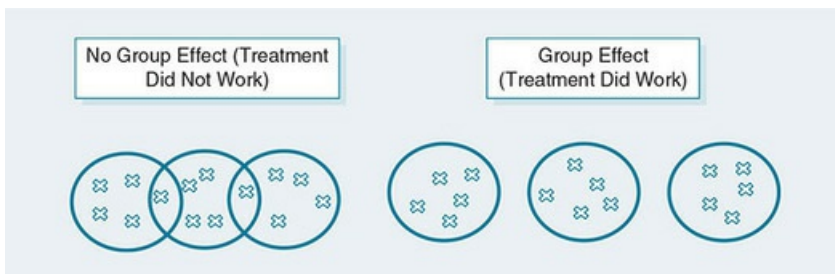 No Group Effect (Treatment
Did Not Work)
Group Effect
(Treatment Did Work)